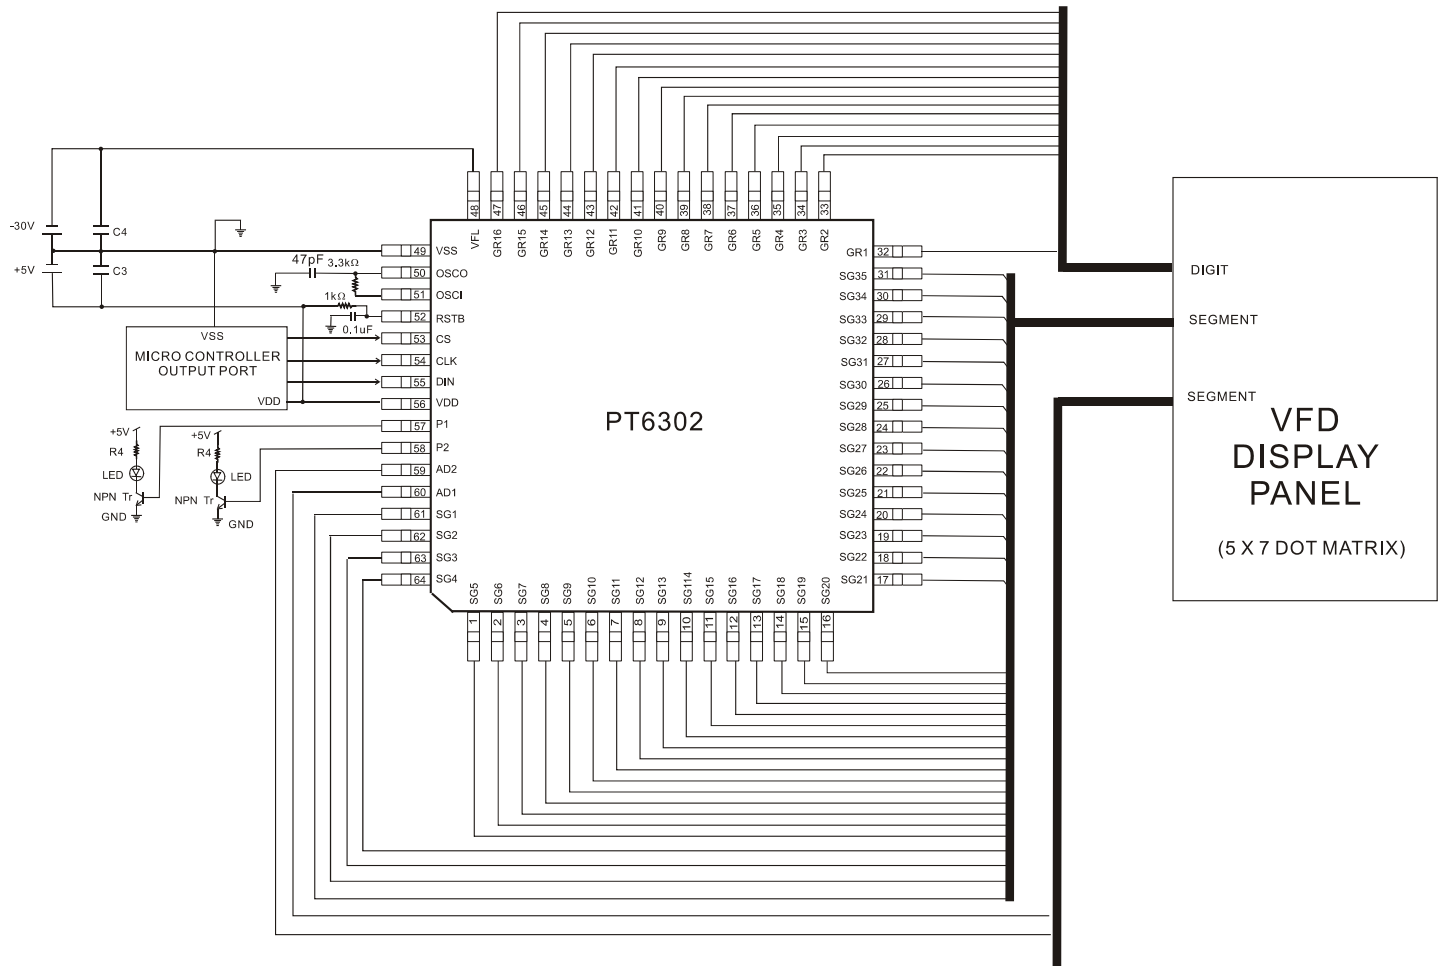 48 47 46 45 44 43 42 41 40 39 38 37 36 35 34 33
VFL GR16 GR15 GR14 GR13 GR12 GR11 GR10 GR9 GR8 GR7 GR6 GR5 GR4 GR3 GR2
-30V
C4
+5V
C3
49 VSS
47pF 3.3kΩ
50 OSCO
51 OSCI
1kΩ
0.1uF
52 RSTB
53 CS
54 CLK
55 DIN
56 VDD
57 P1
58 P2
59 AD2
60 AD1
61 SG1
62 SG2
63 SG3
64 SG4
VSS
MICRO CONTROLLER
OUTPUT PORT
VDD
+5V
R4
LED
NPN Tr
GND
+5V
R4
LED
NPN Tr
GND
PT6302
GR1 32
SG35 31
SG34 30
SG33 29
SG32 28
SG31 27
SG30 26
SG29 25
SG28 24
SG27 23
SG26 22
SG25 21
SG24 20
SG23 19
SG22 18
SG21 17
SG5 SG6 SG7 SG8 SG9 SG10 SG11 SG12 SG13 SG114 SG15 SG16 SG17 SG18 SG19 SG20
1 2 3 4 5 6 7 8 9 10 11 12 13 14 15 16
DIGIT
SEGMENT
SEGMENT
VFD
DISPLAY
PANEL
(5 X 7 DOT MATRIX)